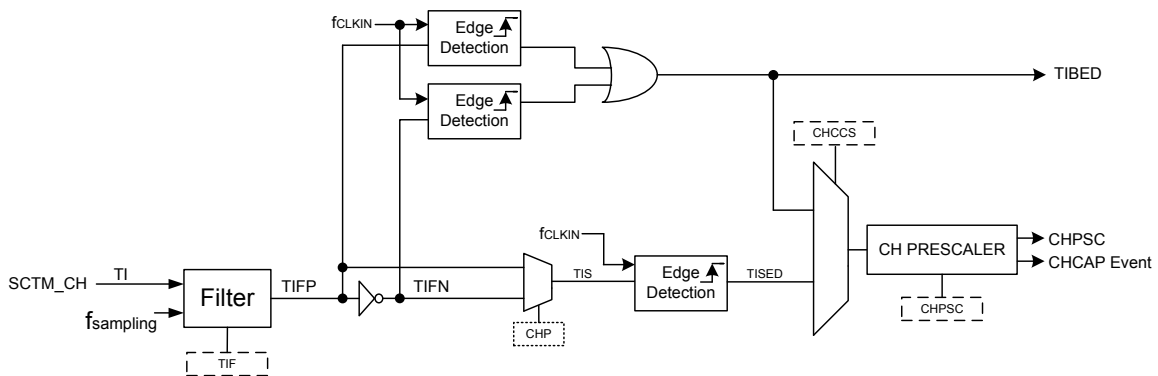 fCLKIN
Edge
Detection
Edge
Detection
TIBED
CHCCS
fCLKIN
CH PRESCALER
CHPSC
CHCAP Event
SCTM_CH
TI
Filter
TIFP
TIFN
TIS
Edge
Detection
TISED
fsampling
CHPSC
CHP
TIF